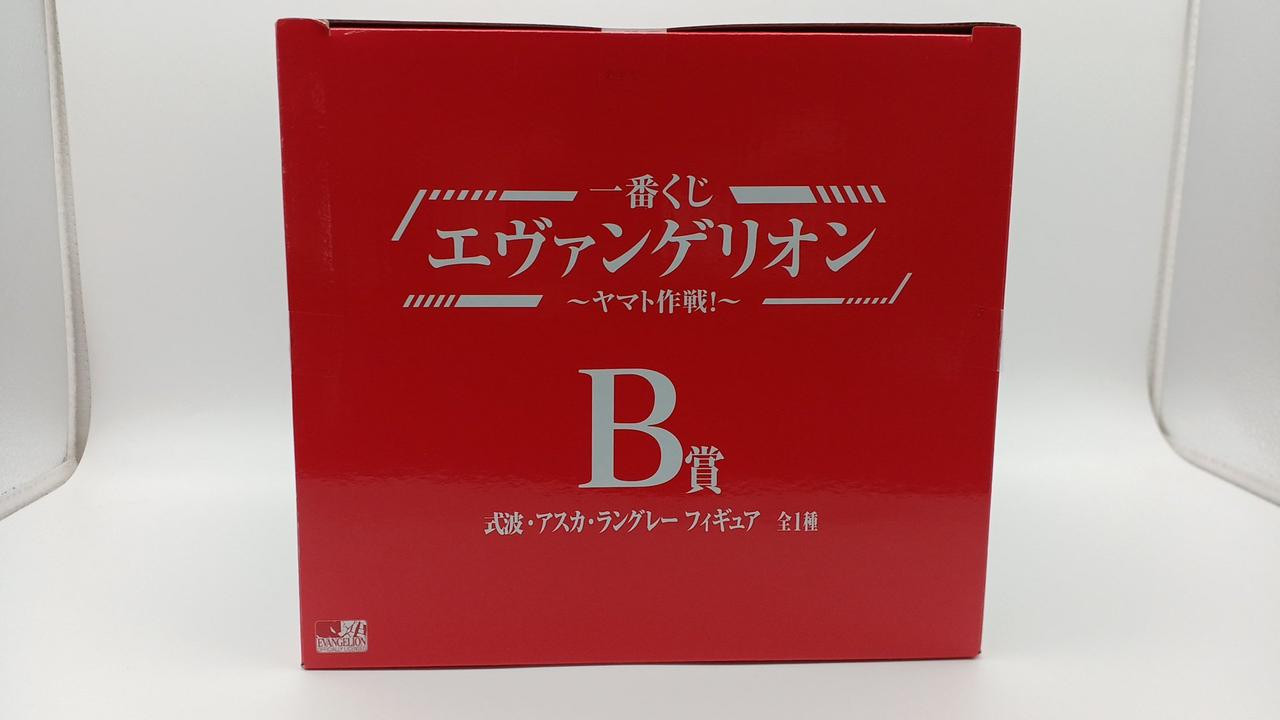 一番くじ
エヴァンゲリオン
～ヤマト作戦!～
B賞
式波・アスカ・ラングレー フィギュア 全1種
EVANGELION